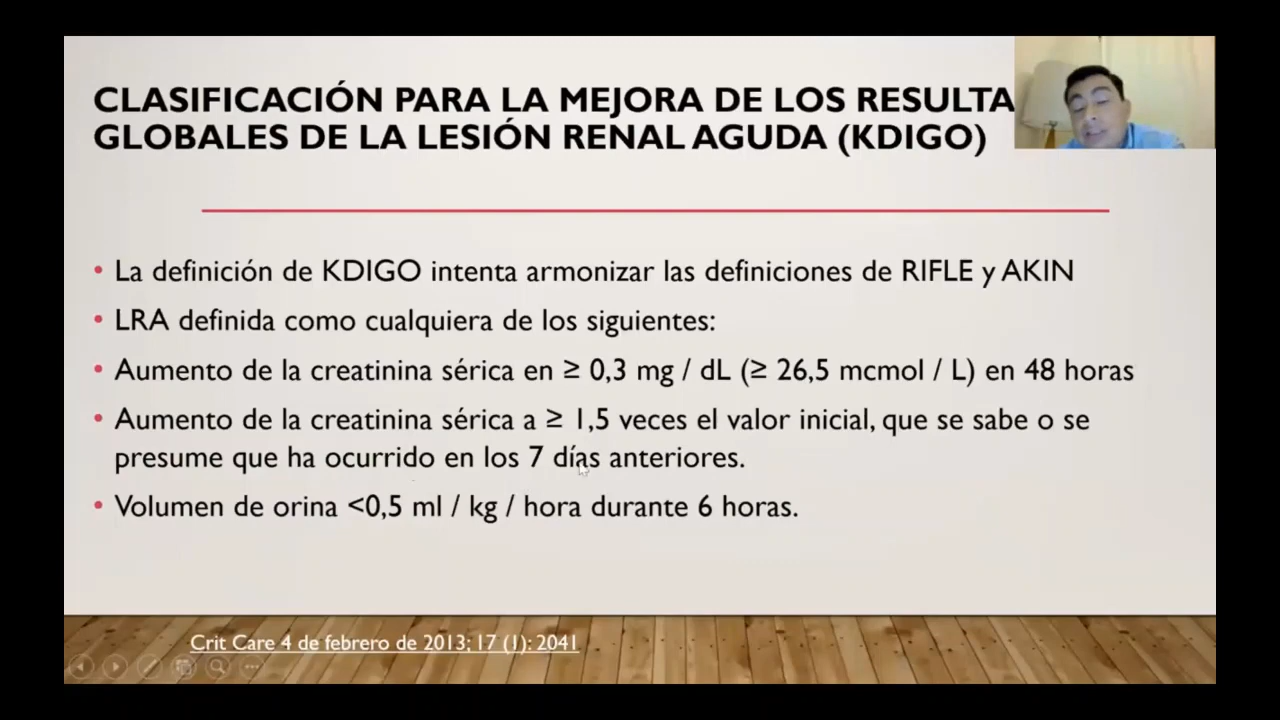 CLASIFICACIÓN PARA LA MEJORA DE LOS RESULTA
GLOBALES DE LA LESIÓN RENAL AGUDA (KDIGO)
• La definición de KDIGO intenta armonizar las definiciones de RIFLE y AKIN
• LRA definida como cualquiera de los siguientes:
• Aumento de la creatinina sérica en ≥ 0,3 mg / dL (≥ 26,5 mcmol / L) en 48 horas
• Aumento de la creatinina sérica a ≥ 1,5 veces el valor inicial, que se sabe o se
presume que ha ocurrido en los 7 días anteriores.
• Volumen de orina <0,5 ml / kg / hora durante 6 horas.
Crit Care 4 de febrero de 2013; 17 (1): 2041